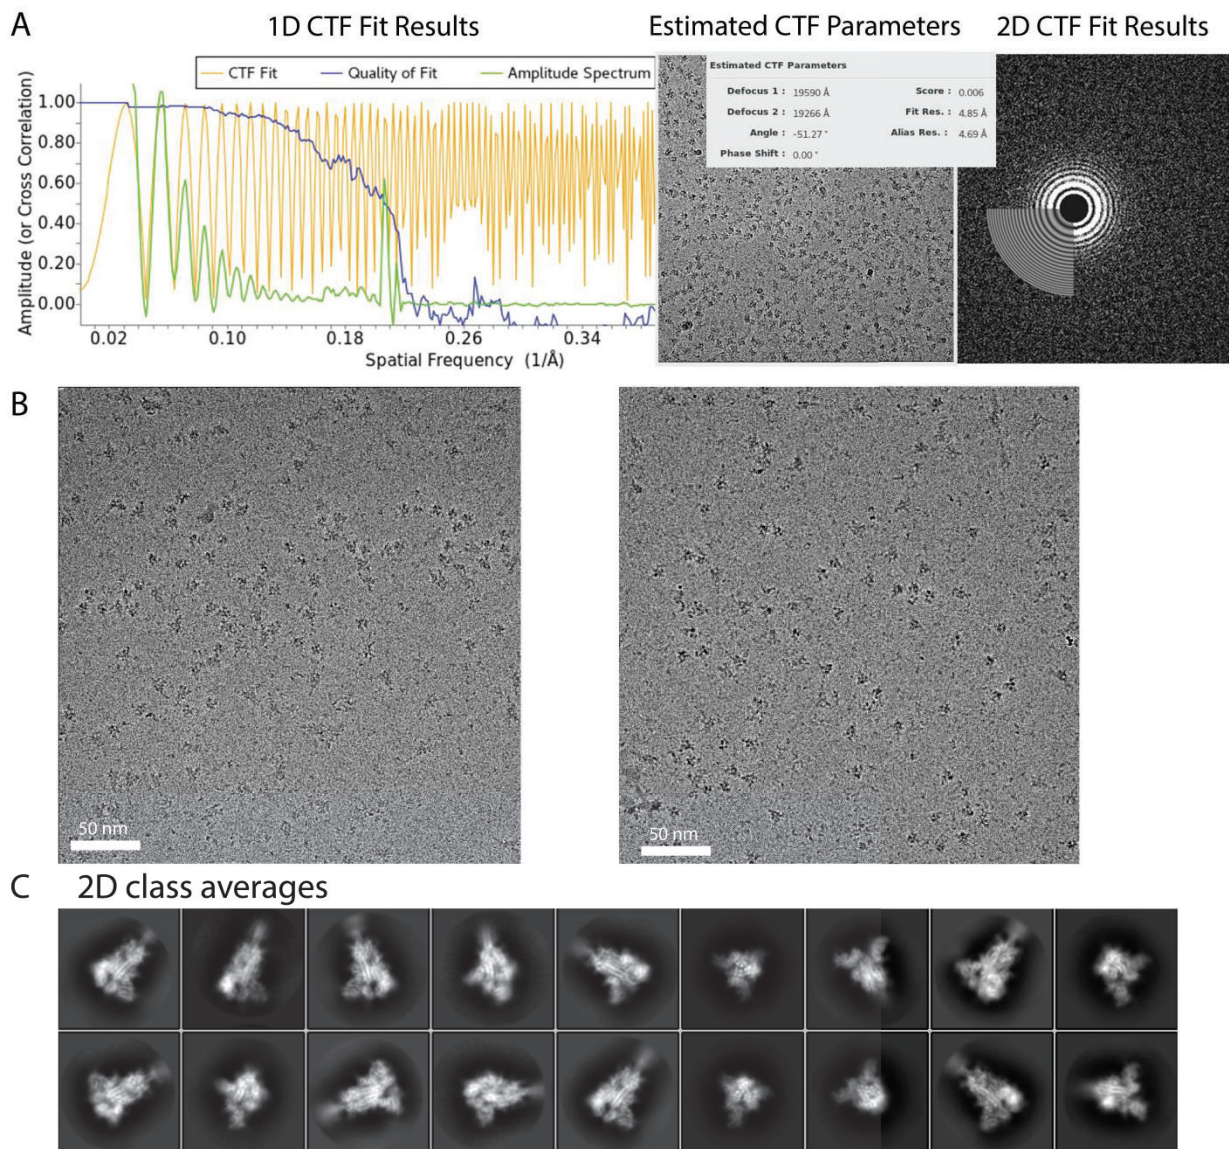 A
1D CTF Fit Results
Estimated CTF Parameters
2D CTF Fit Results
CTF Fit
Quality of Fit
Amplitude Spectrum
Amplitude (or Cross Correlation)
1.00
0.80
0.60
0.40
0.20
0.00
0.02
0.10
0.18
0.26
0.34
Spatial Frequency (1/Å)
Estimated CTF Parameters
Defocus 1 : 19590 Å Score : 0.006
Defocus 2 : 19266 Å Fit Res. : 4.85 Å
Angle : -51.27 ° Alias Res. : 4.69 Å
Phase Shift : 0.00 °
B
50 nm
50 nm
C
2D class averages